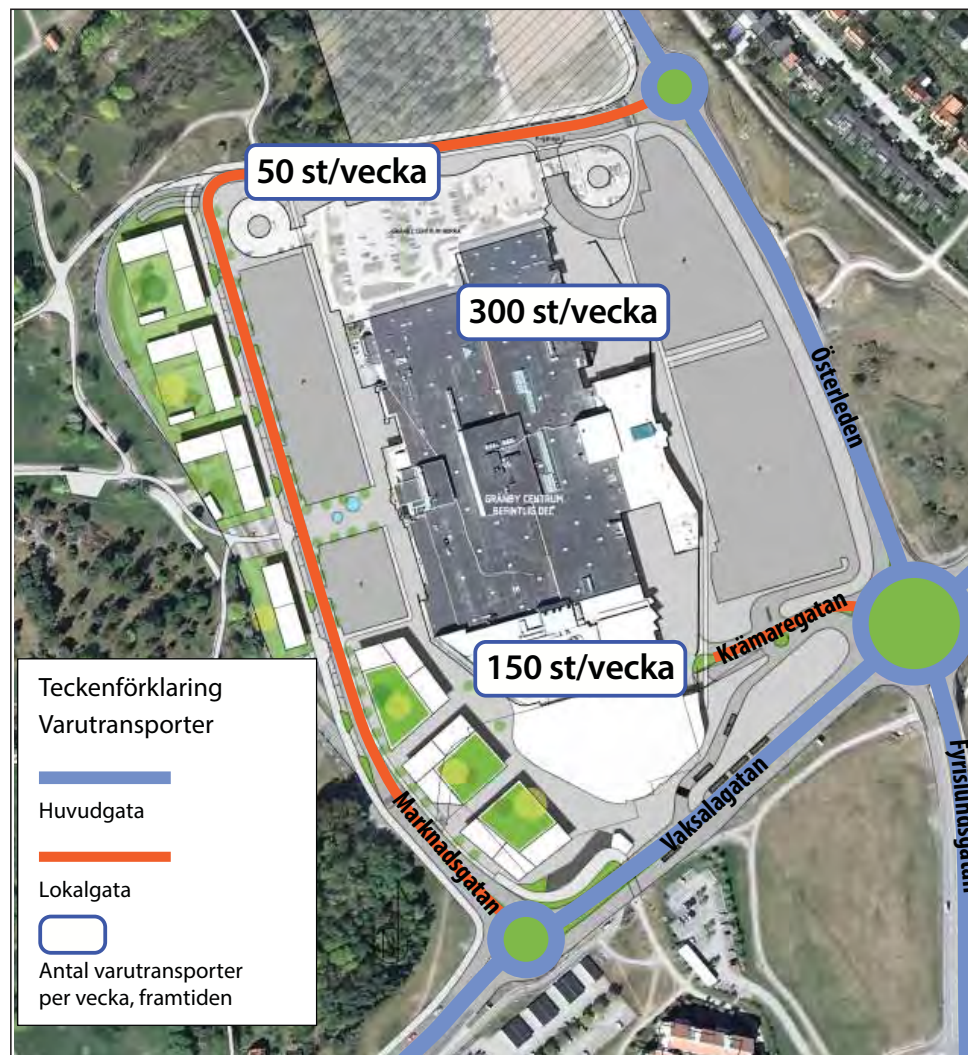 50 st/vecka
300 st/vecka
Österleden
GRÄNBY CENTRUM
BEFINTLIG DEL
Krämaregatan
150 st/vecka
Teckenförklaring
Varutransporter
Huvudgata
Lokalgata
Antal varutransporter
per vecka, framtiden
Marknadsgatan
Vaksalagatan
Fyrislundsgatan